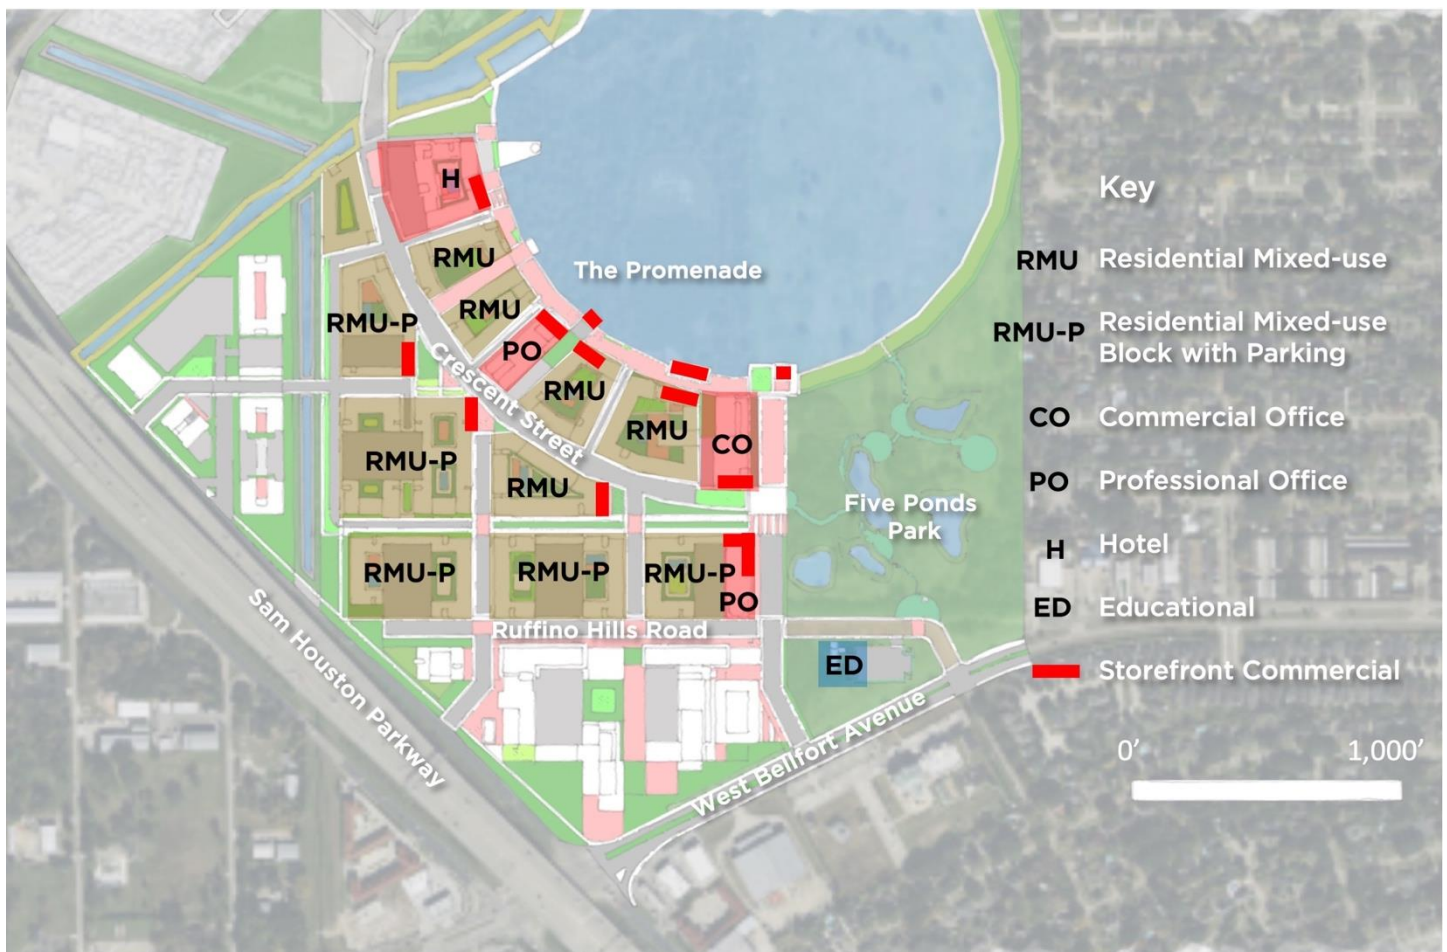 H
Key
RMU
The Promenade
RMU Residential Mixed-use
RMU
RMU-P
RMU-P Residential Mixed-use
Block with Parking
PO
Crescent Street
RMU
CO Commercial Office
RMU
CO
RMU-P
RMU
PO Professional Office
Five Ponds
Park
H Hotel
RMU-P
RMU-P
RMU-P
PO
ED Educational
Ruffino Hills Road
ED
Storefront Commercial
Sam Houston Parkway
West Bellfort Avenue
0’ 1,000’